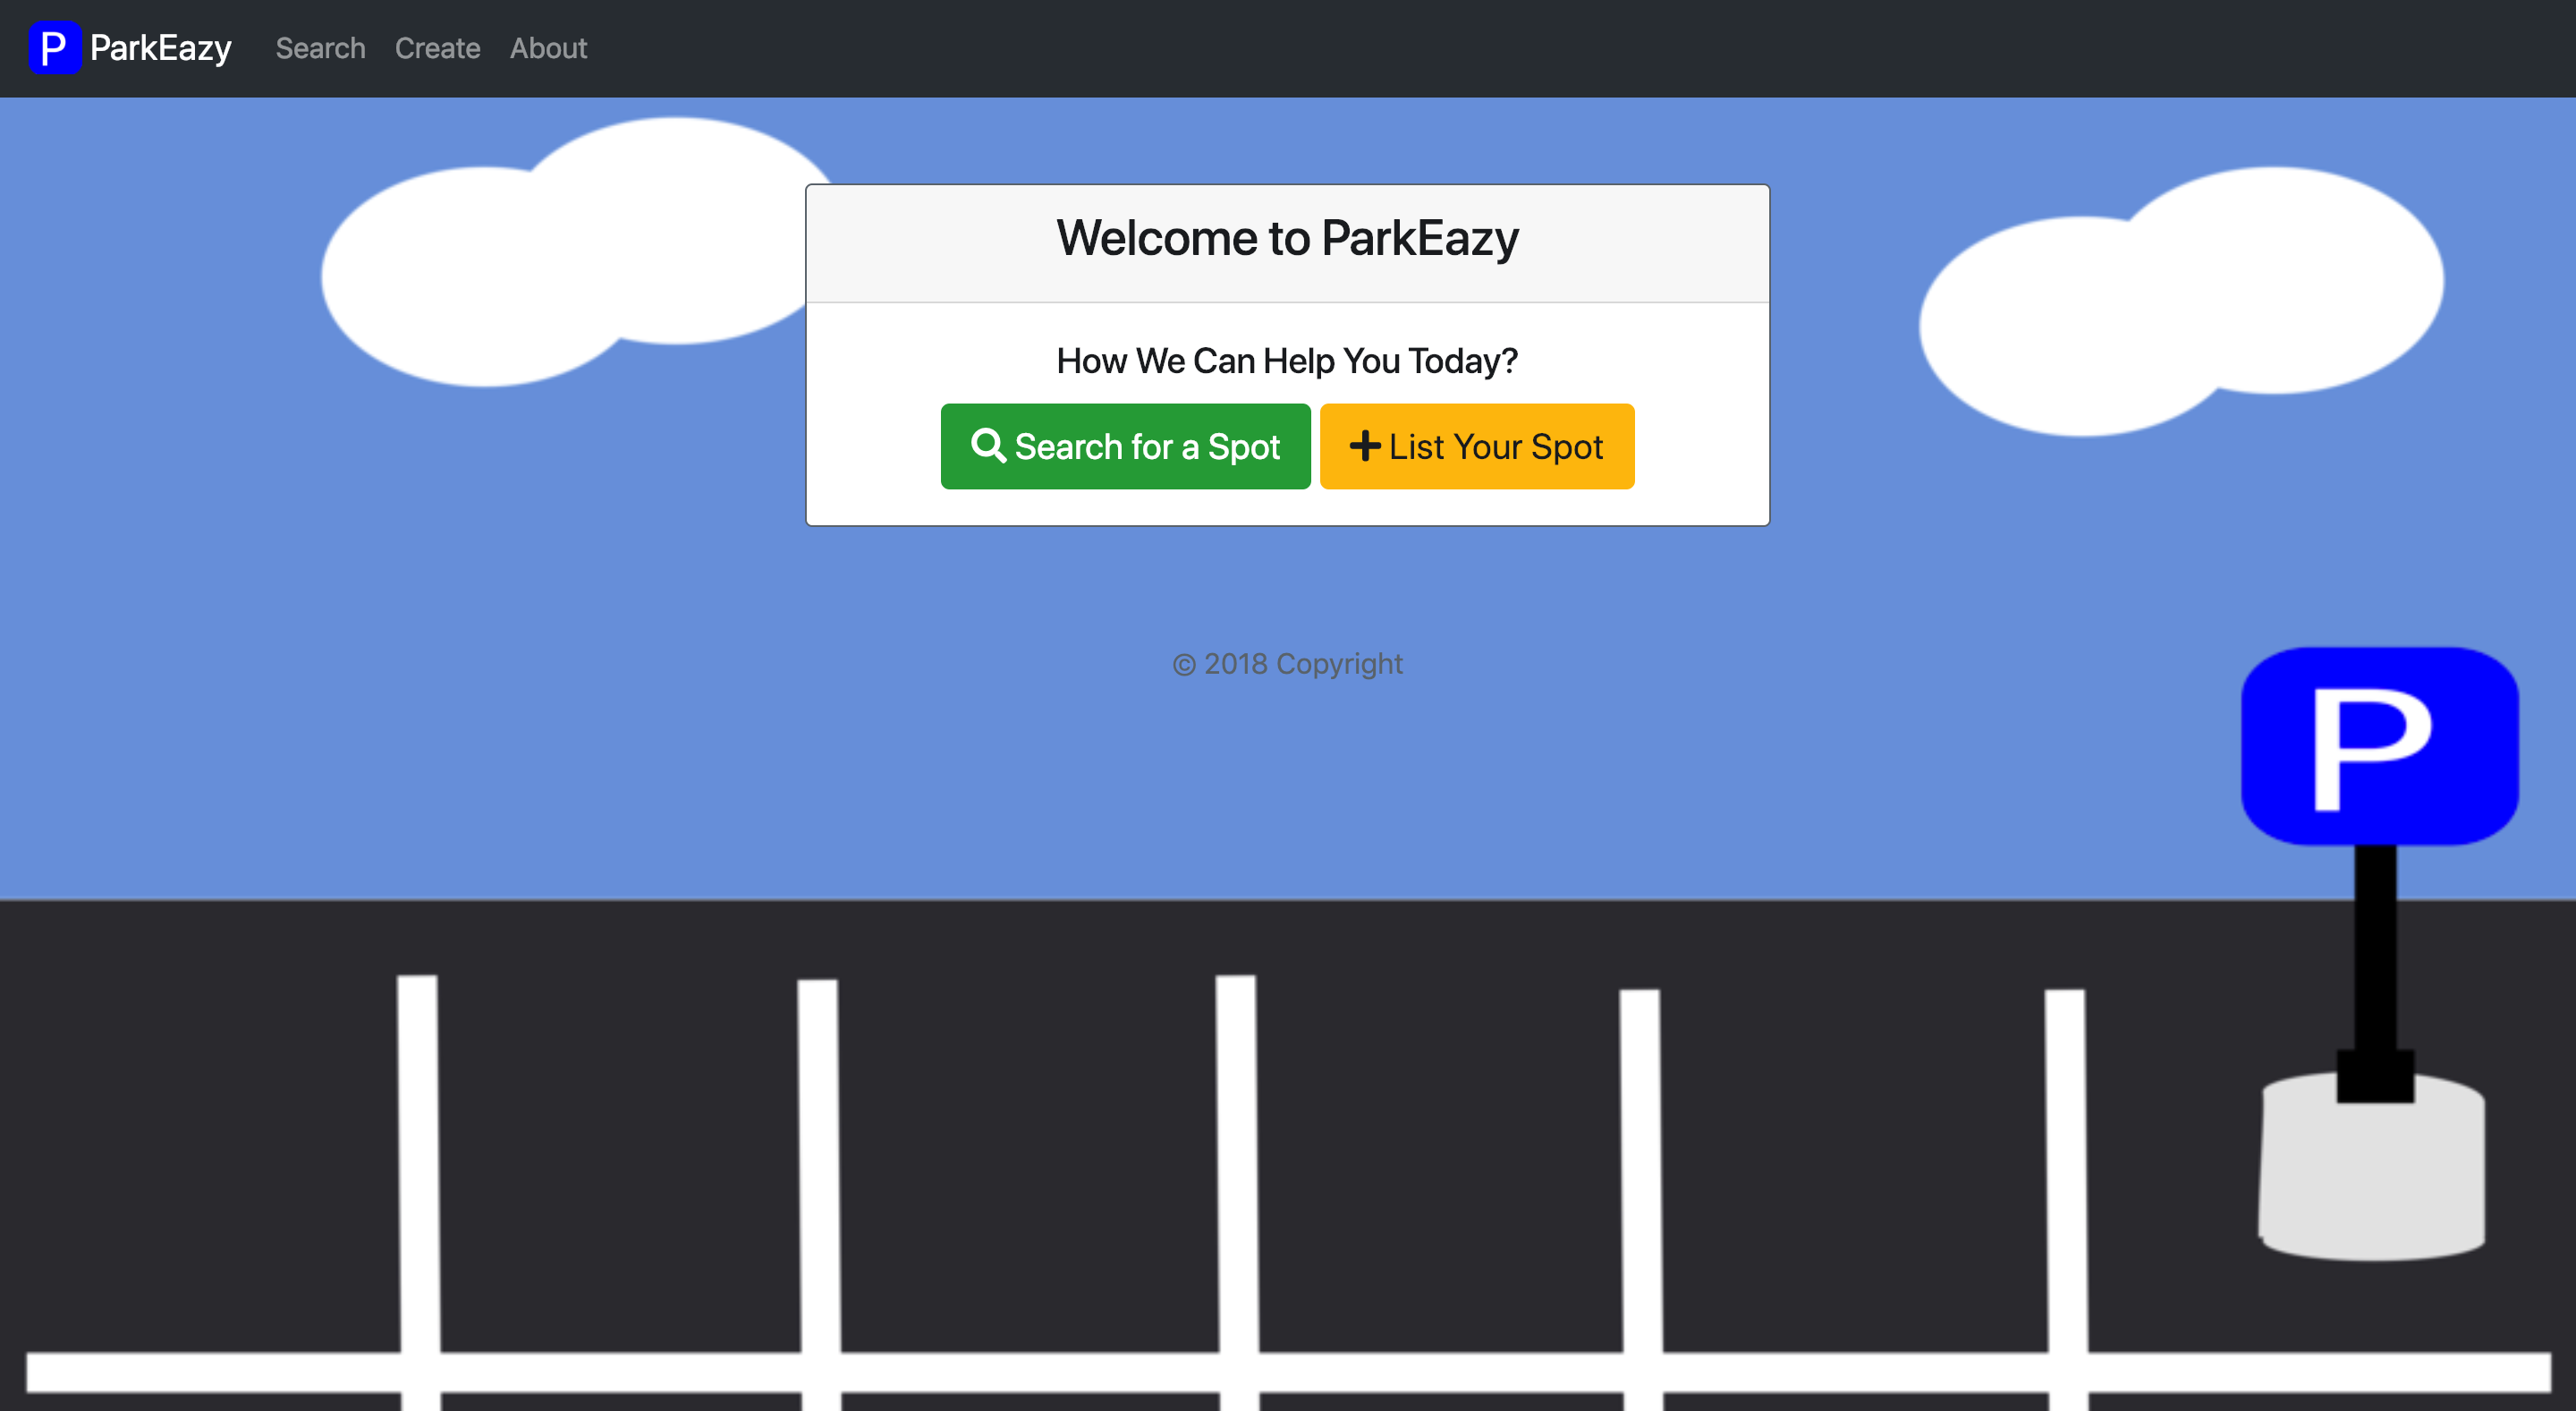 P ParkEazy Search Create About
Welcome to ParkEazy
How We Can Help You Today?
Search for a Spot List Your Spot
© 2018 Copyright
P